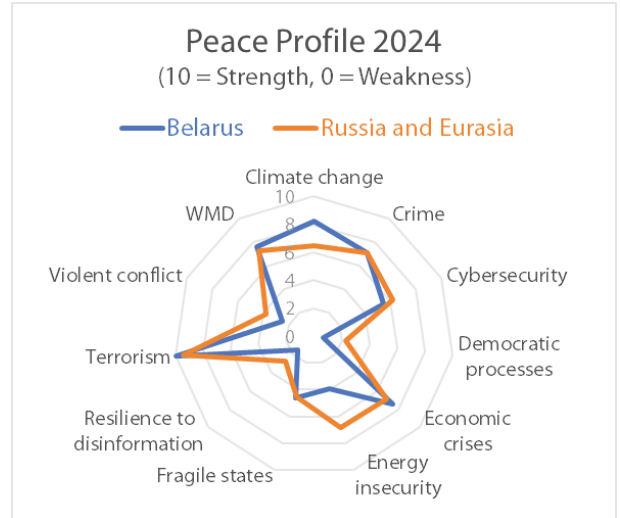 Peace Profile 2024
(10 = Strength, 0 = Weakness)
Belarus
Russia and Eurasia
Climate change
10
8
6
4
2
0
Crime
Cybersecurity
Democratic
processes
Economic
crises
Energy
insecurity
Fragile states
Resilience to
disinformation
Terrorism
Violent conflict
WMD